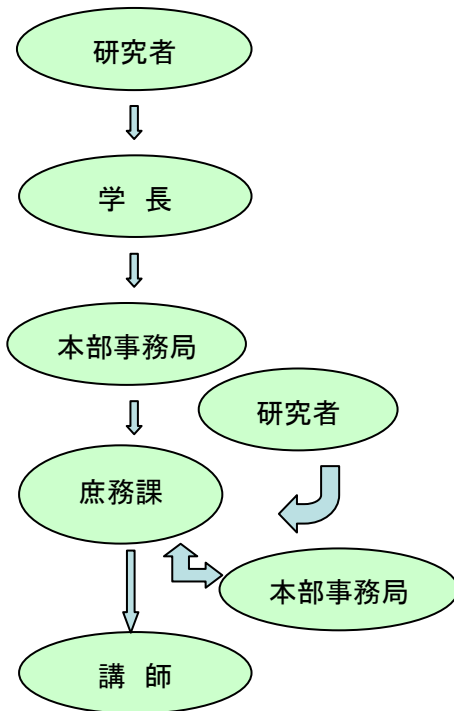 研究者
学 長
本部事務局
研究者
庶務課
本部事務局
講 師